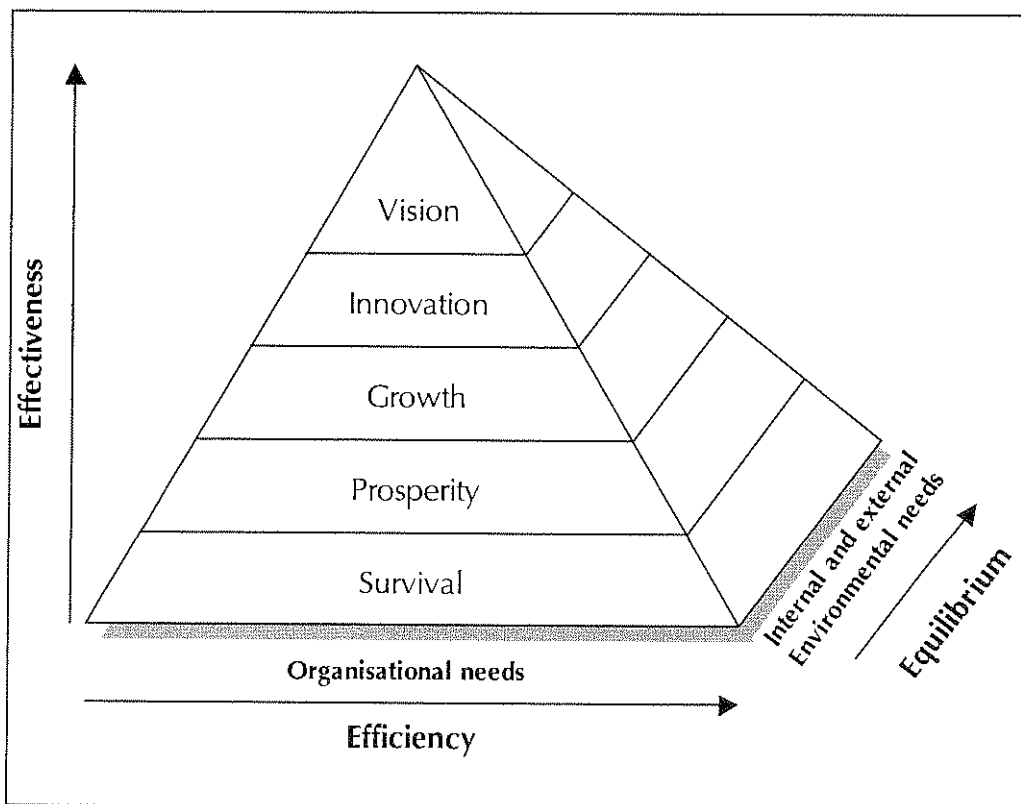 Effectiveness
Vision
Innovation
Growth
Prosperity
Survival
Organisational needs
Efficiency
Internal and external
Environmental needs
Equilibrium